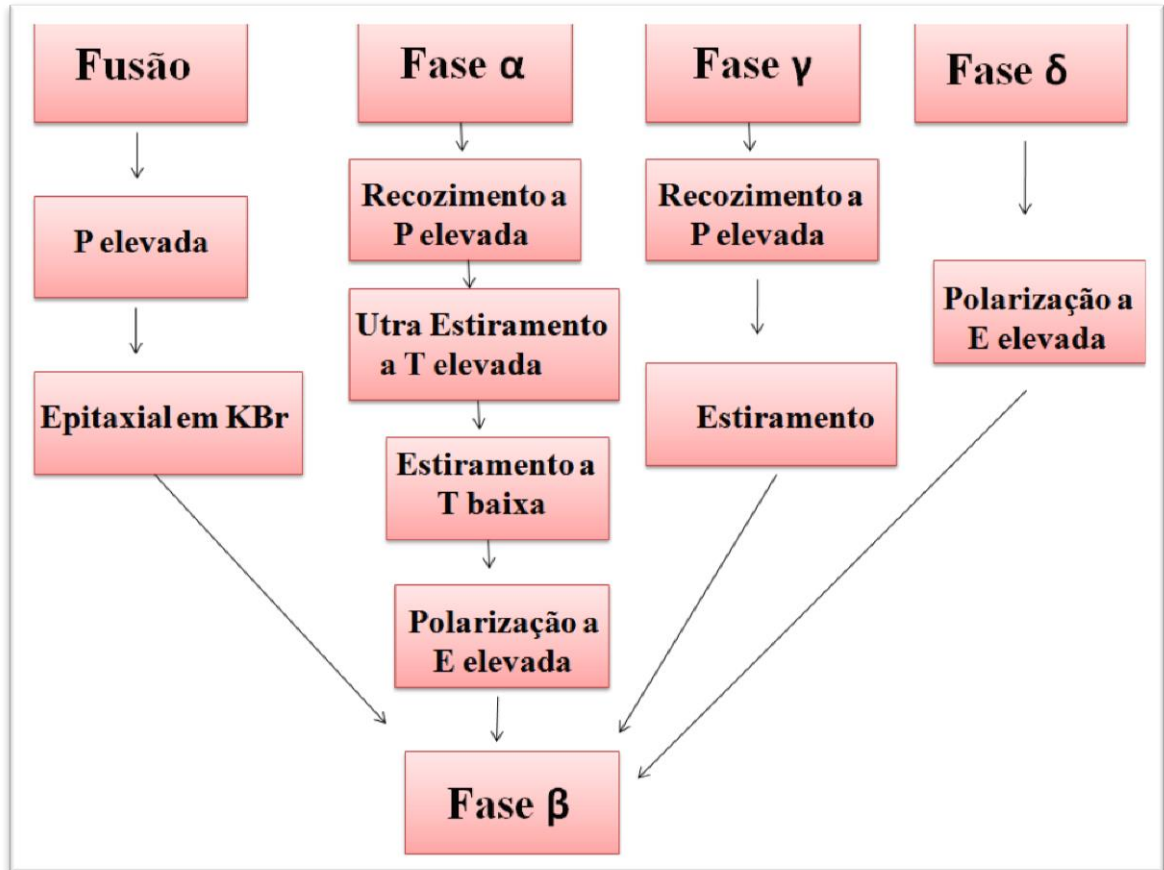 Fusão
P elevada
Epitaxial em KBr
Fase α
Recozimento a
P elevada
Utra Estiramento
a T elevada
Estiramento a
T baixa
Polarização a
E elevada
Fase γ
Recozimento a
P elevada
Estiramento
Fase δ
Polarização a
E elevada
Fase β